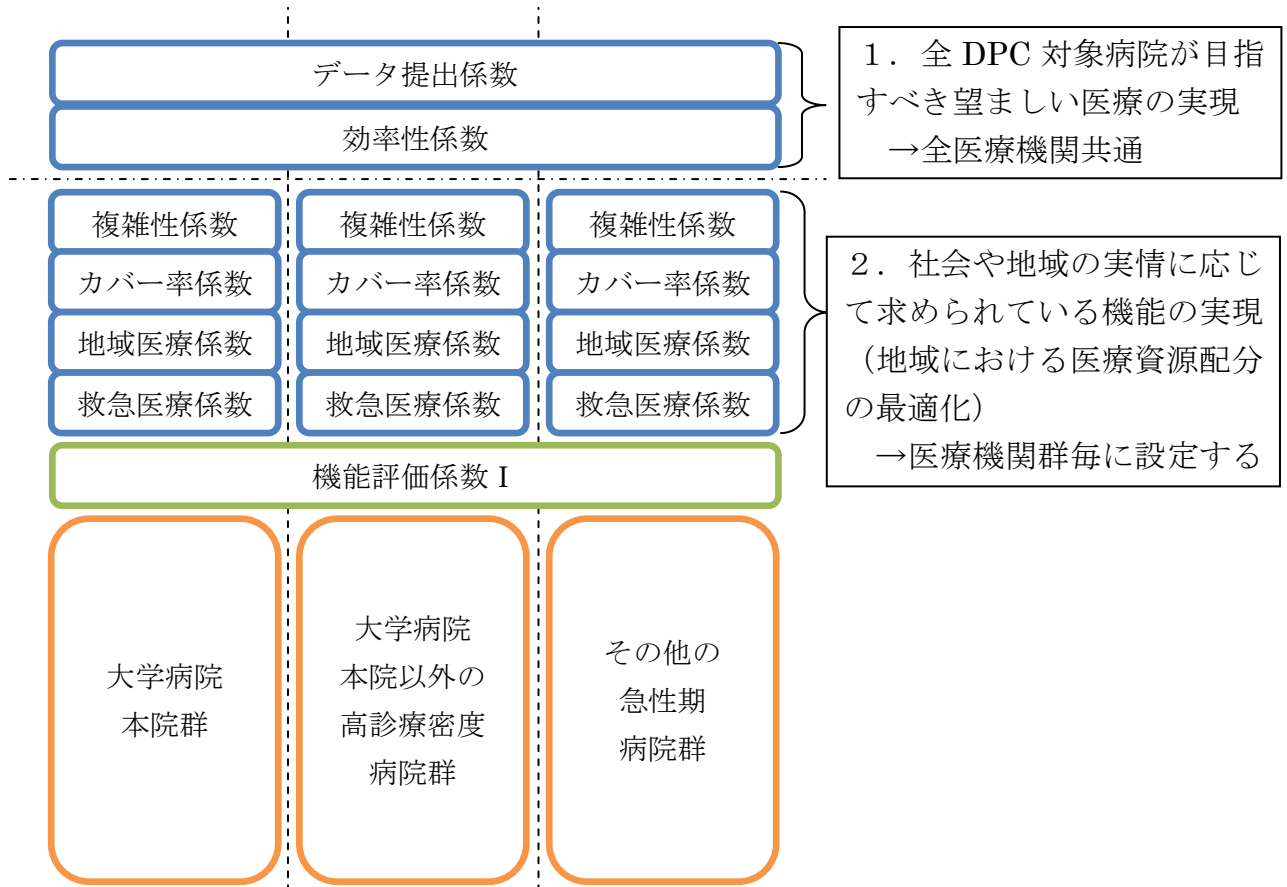 データ提出係数
効率性係数
１．全 DPC 対象病院が目指
すべき望ましい医療の実現
→全医療機関共通
複雑性係数
複雑性係数
複雑性係数
カバー率係数
カバー率係数
カバー率係数
地域医療係数
地域医療係数
地域医療係数
救急医療係数
救急医療係数
救急医療係数
２．社会や地域の実情に応じ
て求められている機能の実現
（地域における医療資源配分
の最適化）
→医療機関群毎に設定する
機能評価係数 I
大学病院
本院群
大学病院
本院以外の
高診療密度
病院群
その他の
急性期
病院群